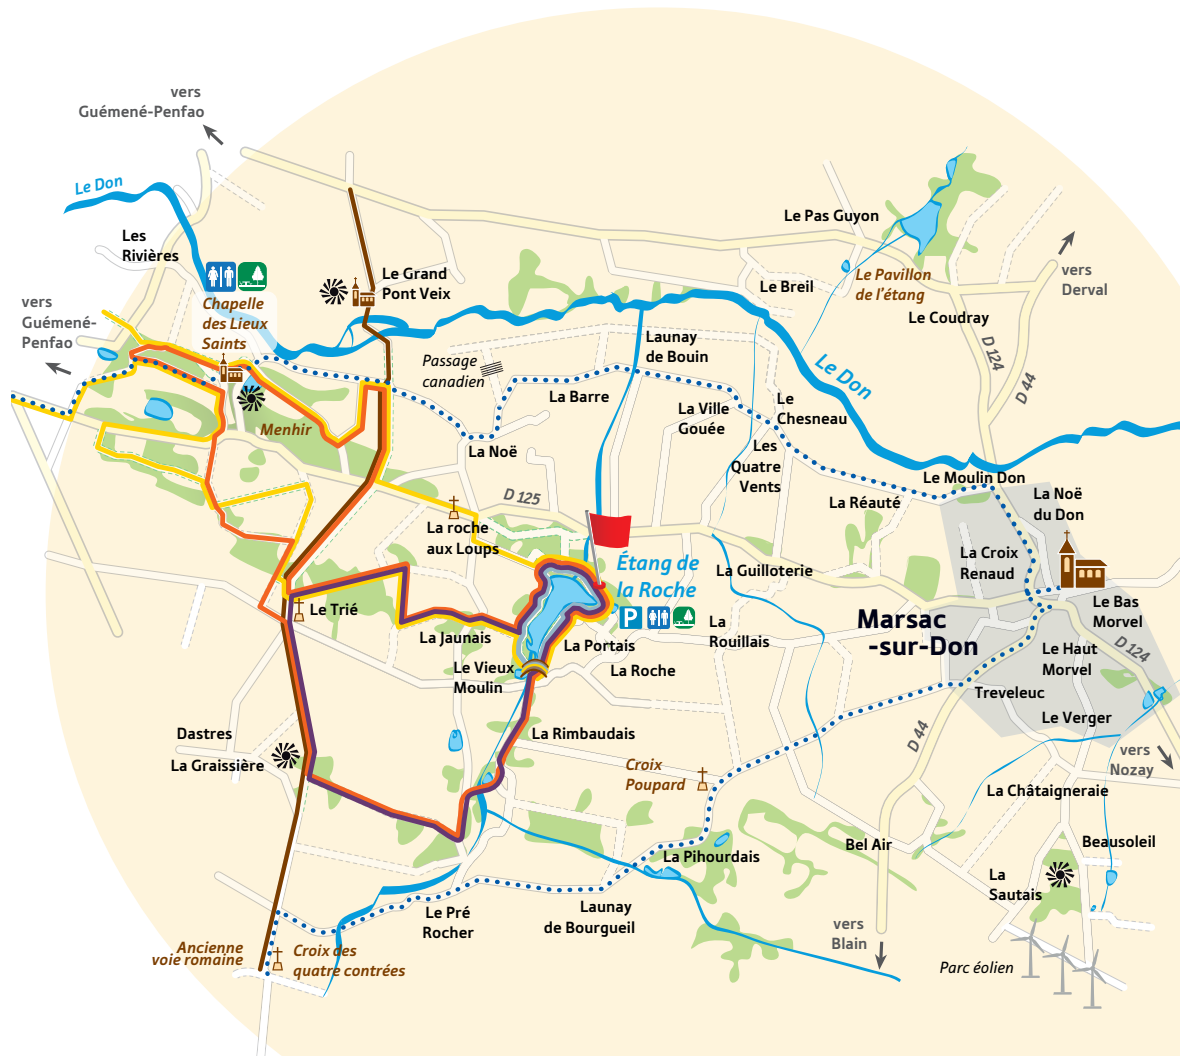 vers
Guémené-Penfao
Le Don
Les
Rivières
Le Pas Guyon
Le Grand
Pont Veix
Le Pavillon
de l'étang
vers
Derval
Le Breil
Chapelle
des Lieux
Saints
vers
Guémené-
Penfao
Le Coudray
Launay
de Bouin
D 124
D 44
Passage
canadien
Le Don
La Barre
Le
Chesneau
La Ville
Gouée
Menhir
La Noë
Les
Quatre
Vents
Le Moulin Don
La Réauté
La Noë
du Don
D 125
La roche
aux Loups
La Croix
Renaud
Étang de
la Roche
La Guilloterie
Le Trié
P
Le Bas
Morvel
Marsac
-sur-Don
La
Rouillais
La Jaunais
La Portais
D 124
Le Haut
Morvel
Le Vieux
Moulin
La Roche
Treveleuc
Le Verger
Dastres
La Rimbaudais
D 44
La Graissière
Croix
Poupard
vers
Nozay
La Châtaigneraie
Bel Air
Beausoleil
La Pihourdais
La
Sautais
Le Pré
Rocher
Launay
de Bourgueil
vers
Blain
Ancienne
voie romaine
Croix des
quatre contrées
Parc éolien